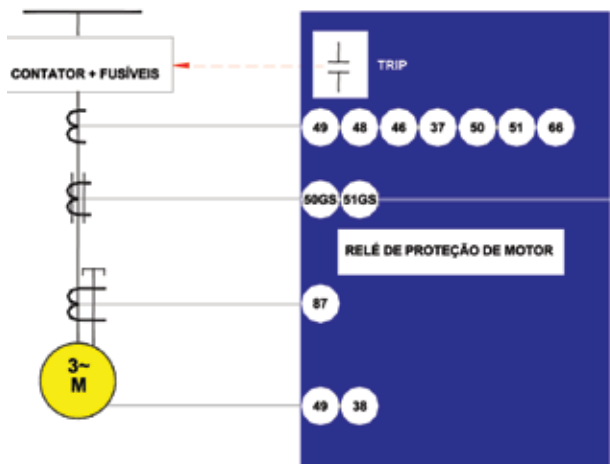 TRIP
CONTATOR + FUSÍVEIS
49 48 46 37 50 51 66
50GS 51GS
RELÉ DE PROTEÇÃO DE MOTOR
87
3~
M
49 38